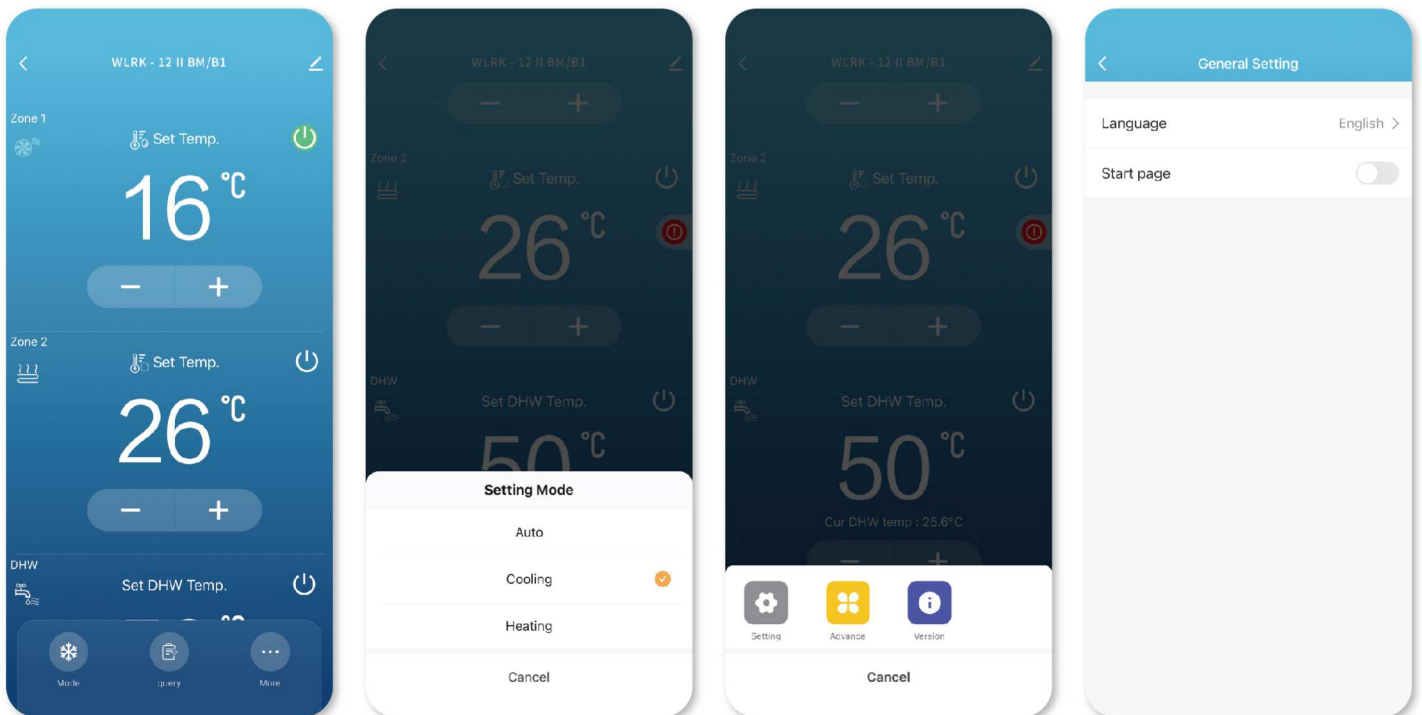 WLRK - 12 II BM/B1
Zone 1
Set Temp.
16 °C
− +
Zone 2
Set Temp.
26 °C
− +
DHW
Set DHW Temp.
Mode query More
WLRK - 12 II BM/B1
− +
Zone 2
Set Temp.
26 °C
− +
DHW
Set DHW Temp.
50 °C
Setting Mode
Auto
Cooling
Heating
Cancel
WLRK - 12 II BM/B1
− +
Zone 2
Set Temp.
26 °C
− +
DHW
Set DHW Temp.
50 °C
Cur DHW temp : 25.6°C
− +
Setting Advance Version
Cancel
General Setting
Language English >
Start page